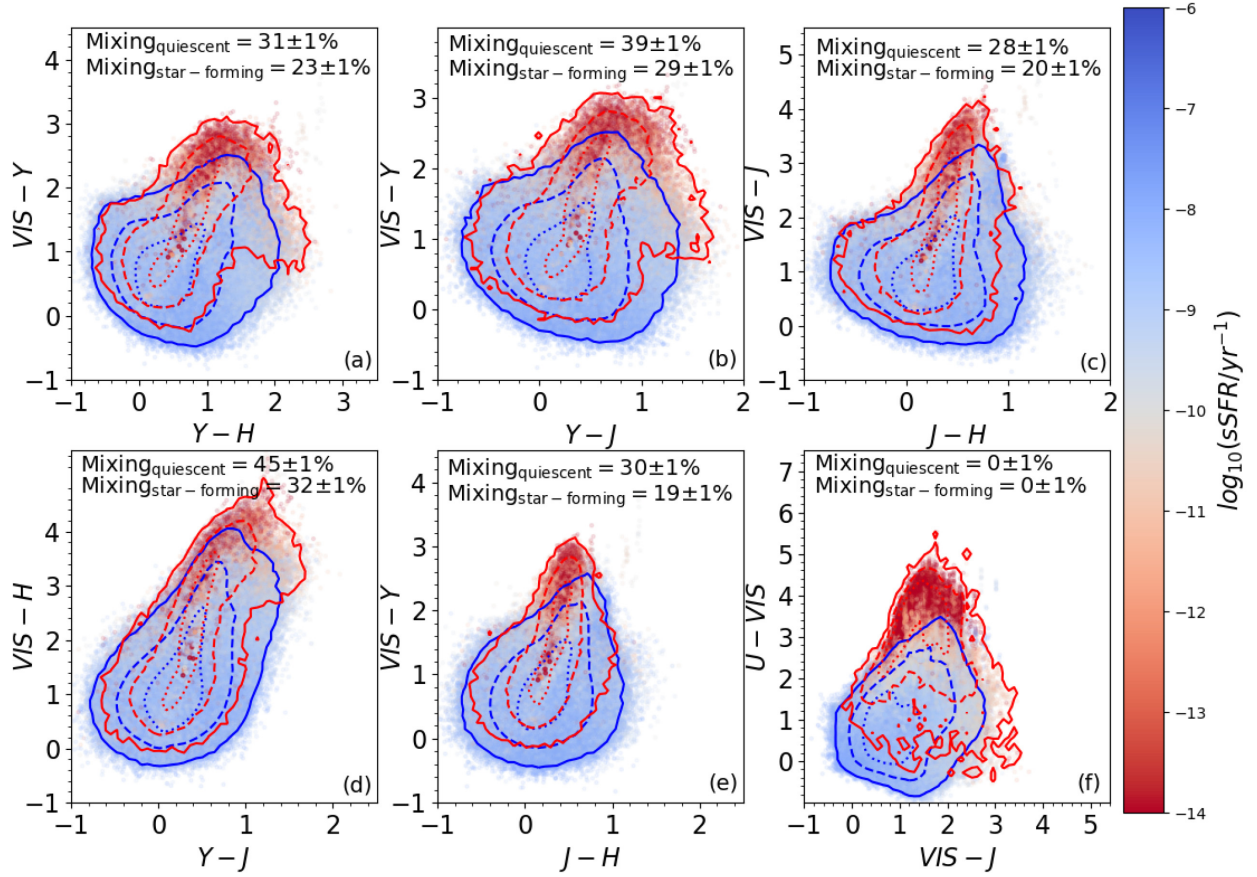 Mixing_quiescent = 31±1%
Mixing_star−forming = 23±1%
4
3
2
1
0
−1
VIS − Y
(a)
−1 0 1 2 3
Y − H
Mixing_quiescent = 39±1%
Mixing_star−forming = 29±1%
3
2
1
0
−1
VIS − Y
(b)
−1 0 1 2
Y − J
Mixing_quiescent = 28±1%
Mixing_star−forming = 20±1%
5
4
3
2
1
0
−1
VIS − J
(c)
−1 0 1 2
J − H
Mixing_quiescent = 45±1%
Mixing_star−forming = 32±1%
4
3
2
1
0
−1
VIS − H
(d)
−1 0 1 2
Y − J
Mixing_quiescent = 30±1%
Mixing_star−forming = 19±1%
4
3
2
1
0
−1
VIS − Y
(e)
−1 0 1 2
J − H
Mixing_quiescent = 0±1%
Mixing_star−forming = 0±1%
7
6
5
4
3
2
1
0
U − VIS
(f)
0 1 2 3 4 5
VIS − J
−6
−7
−8
−9
−10
−11
−12
−13
−14
log10(sSFR/yr−1)